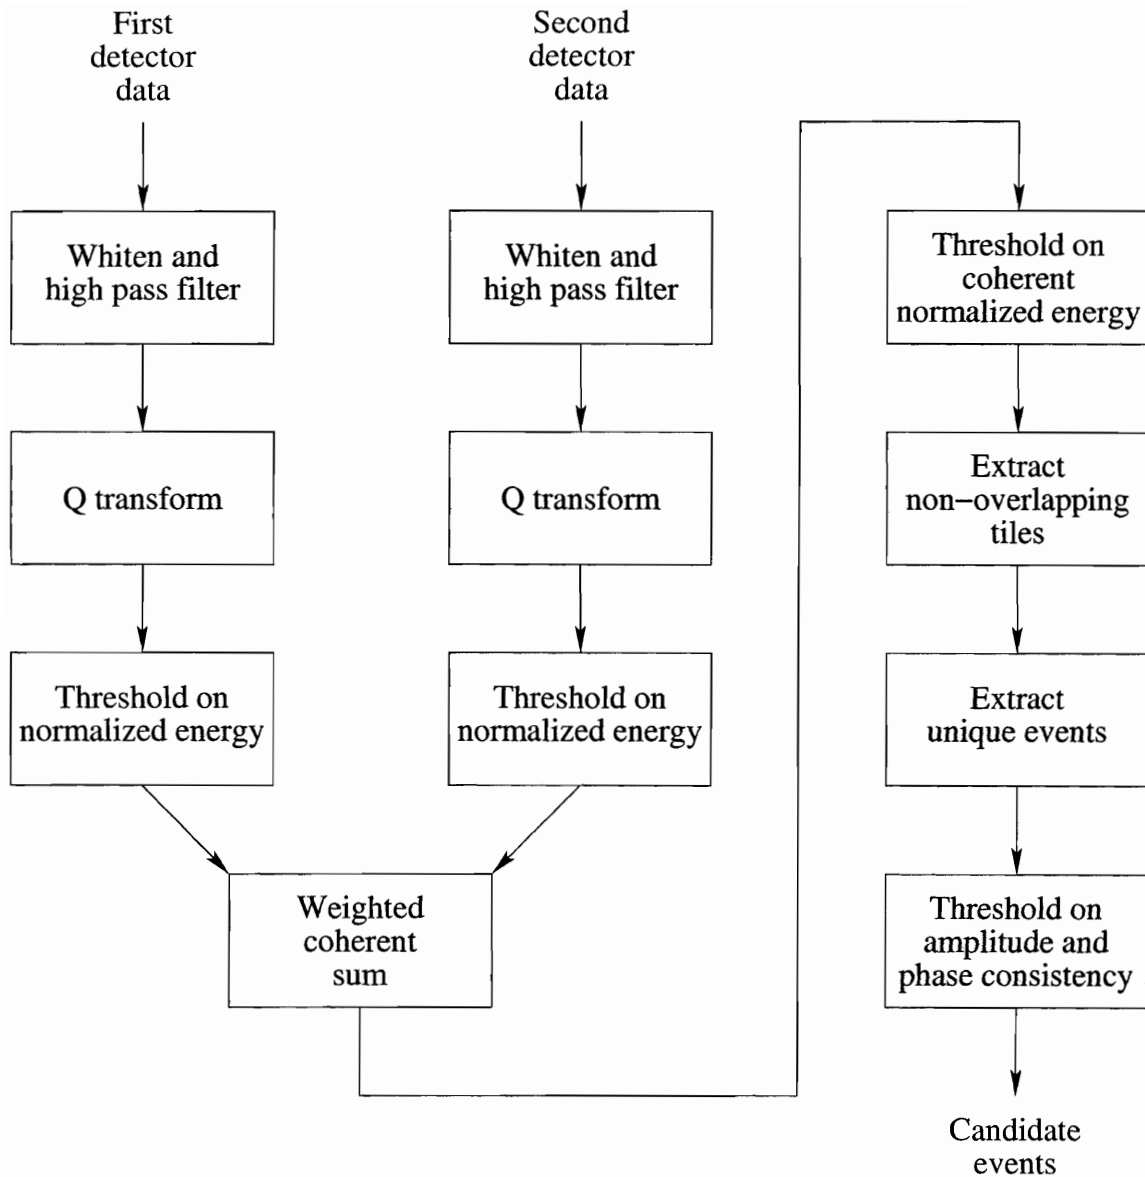 First
detector
data
Whiten and
high pass filter
Q transform
Threshold on
normalized energy
Second
detector
data
Whiten and
high pass filter
Q transform
Threshold on
normalized energy
Weighted
coherent
sum
Threshold on
coherent
normalized energy
Extract
non−overlapping
tiles
Extract
unique events
Threshold on
amplitude and
phase consistency
Candidate
events